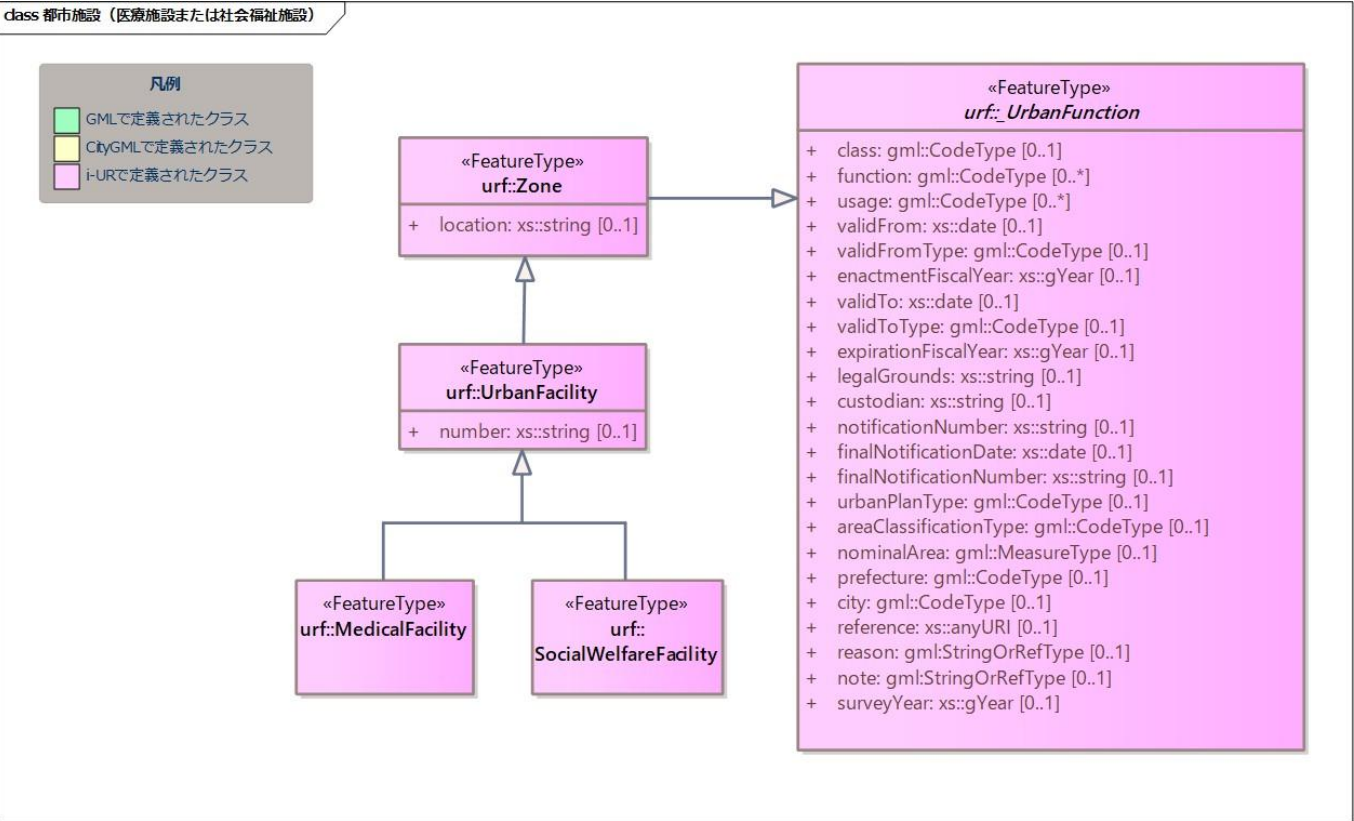 class 都市施設（医療施設または社会福祉施設）
凡例
GMLで定義されたクラス
CityGMLで定義されたクラス
i-URで定義されたクラス
«FeatureType»
urf::Zone
+ location: xs::string [0..1]
«FeatureType»
urf::UrbanFacility
+ number: xs::string [0..1]
«FeatureType»
urf::MedicalFacility
«FeatureType»
urf::
SocialWelfareFacility
«FeatureType»
urf::_UrbanFunction
+ class: gml::CodeType [0..1]
+ function: gml::CodeType [0..*]
+ usage: gml::CodeType [0..*]
+ validFrom: xs::date [0..1]
+ validFromType: gml::CodeType [0..1]
+ enactmentFiscalYear: xs::gYear [0..1]
+ validTo: xs::date [0..1]
+ validToType: gml::CodeType [0..1]
+ expirationFiscalYear: xs::gYear [0..1]
+ legalGrounds: xs::string [0..1]
+ custodian: xs::string [0..1]
+ notificationNumber: xs::string [0..1]
+ finalNotificationDate: xs::date [0..1]
+ finalNotificationNumber: xs::string [0..1]
+ urbanPlanType: gml::CodeType [0..1]
+ areaClassificationType: gml::CodeType [0..1]
+ nominalArea: gml::MeasureType [0..1]
+ prefecture: gml::CodeType [0..1]
+ city: gml::CodeType [0..1]
+ reference: xs::anyURI [0..1]
+ reason: gml:StringOrRefType [0..1]
+ note: gml:StringOrRefType [0..1]
+ surveyYear: xs::gYear [0..1]